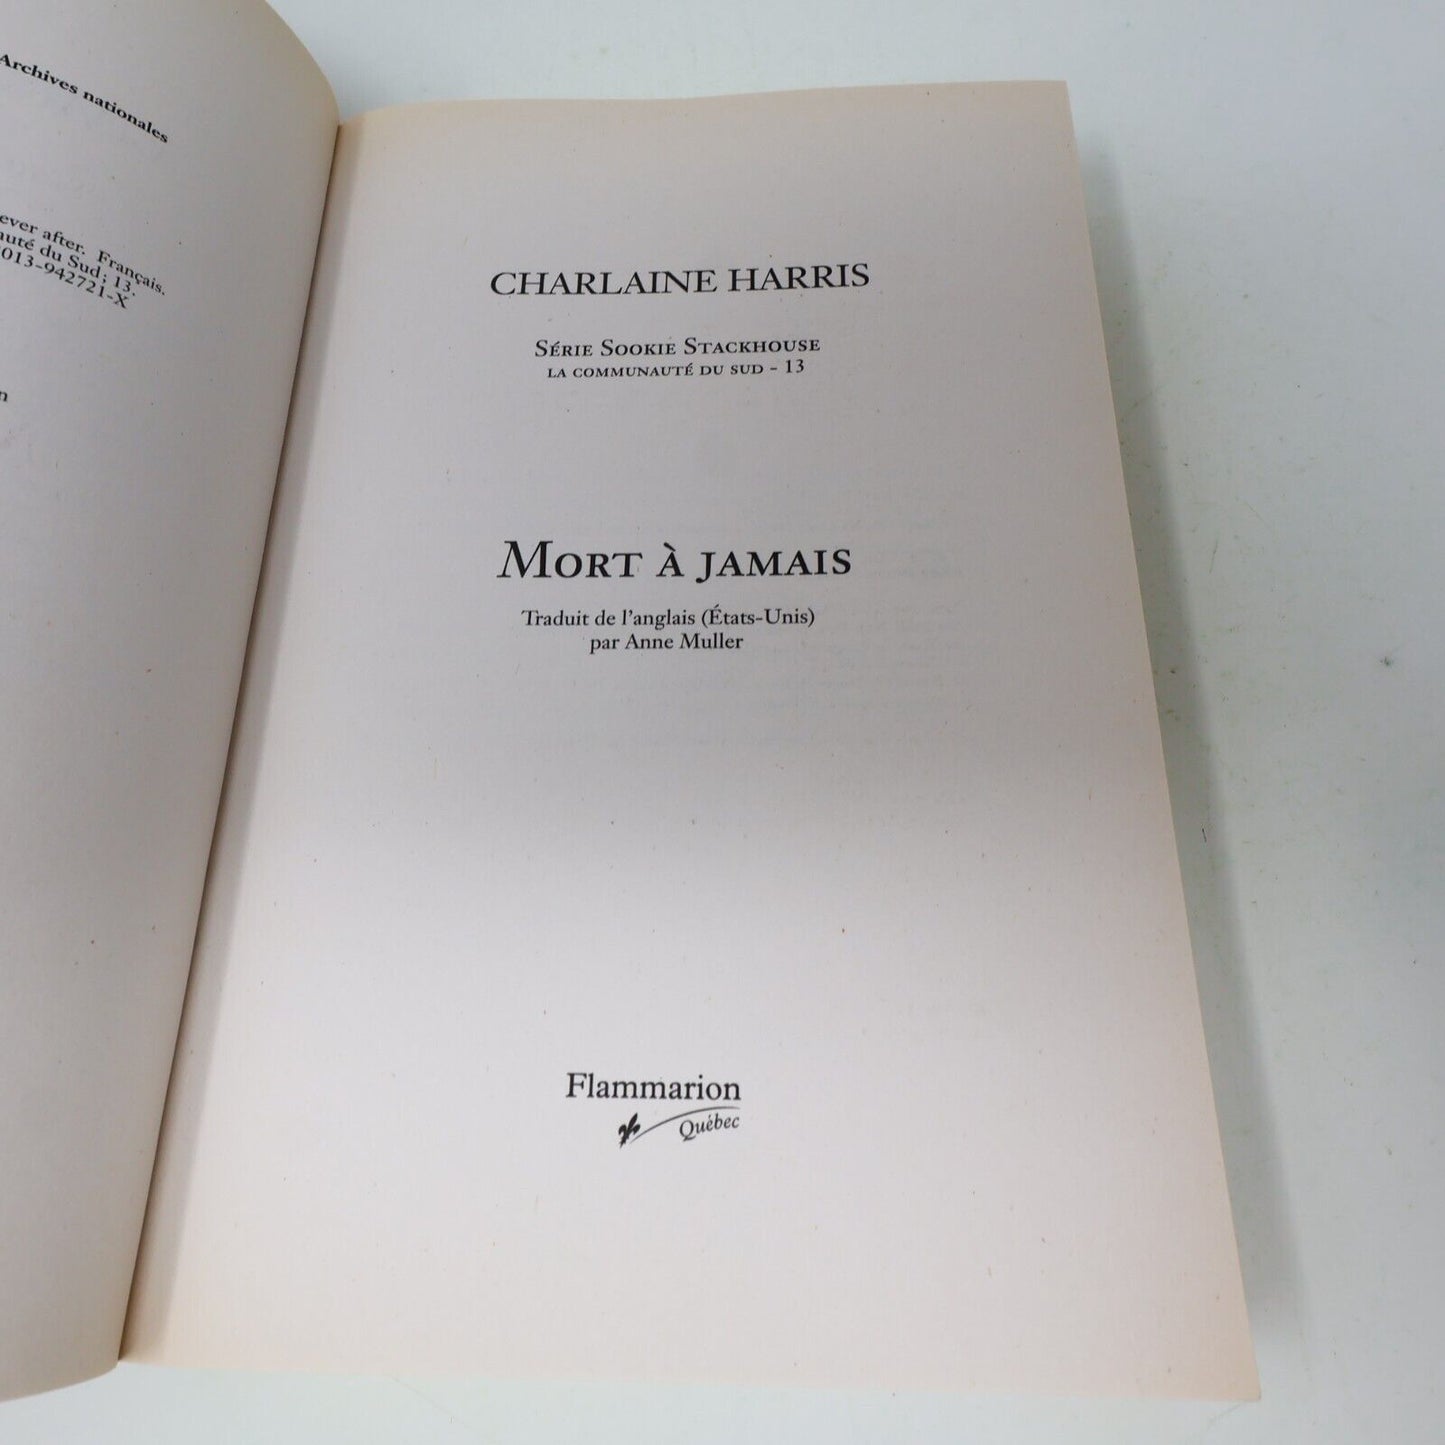 Archives nationales
ever after. Français.
auté du Sud ; 13.
013-942721-X
n
CHARLAINE HARRIS
SÉRIE SOOKIE STACKHOUSE
LA COMMUNAUTÉ DU SUD - 13
MORT À JAMAIS
Traduit de l'anglais (États-Unis)
par Anne Muller
Flammarion
Québec